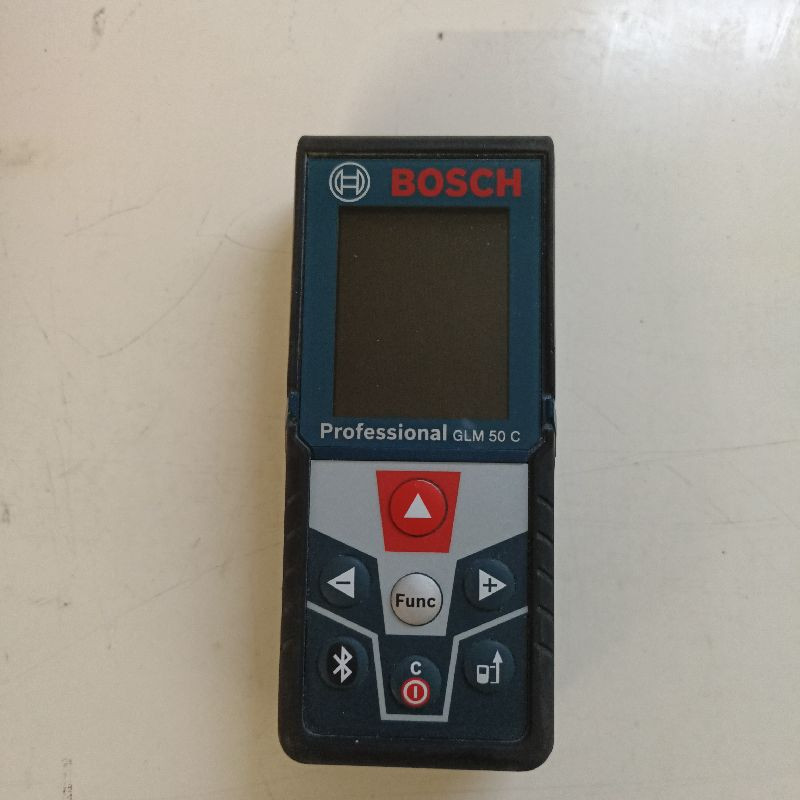 BOSCH
Professional GLM 50 C
- +
Func
C